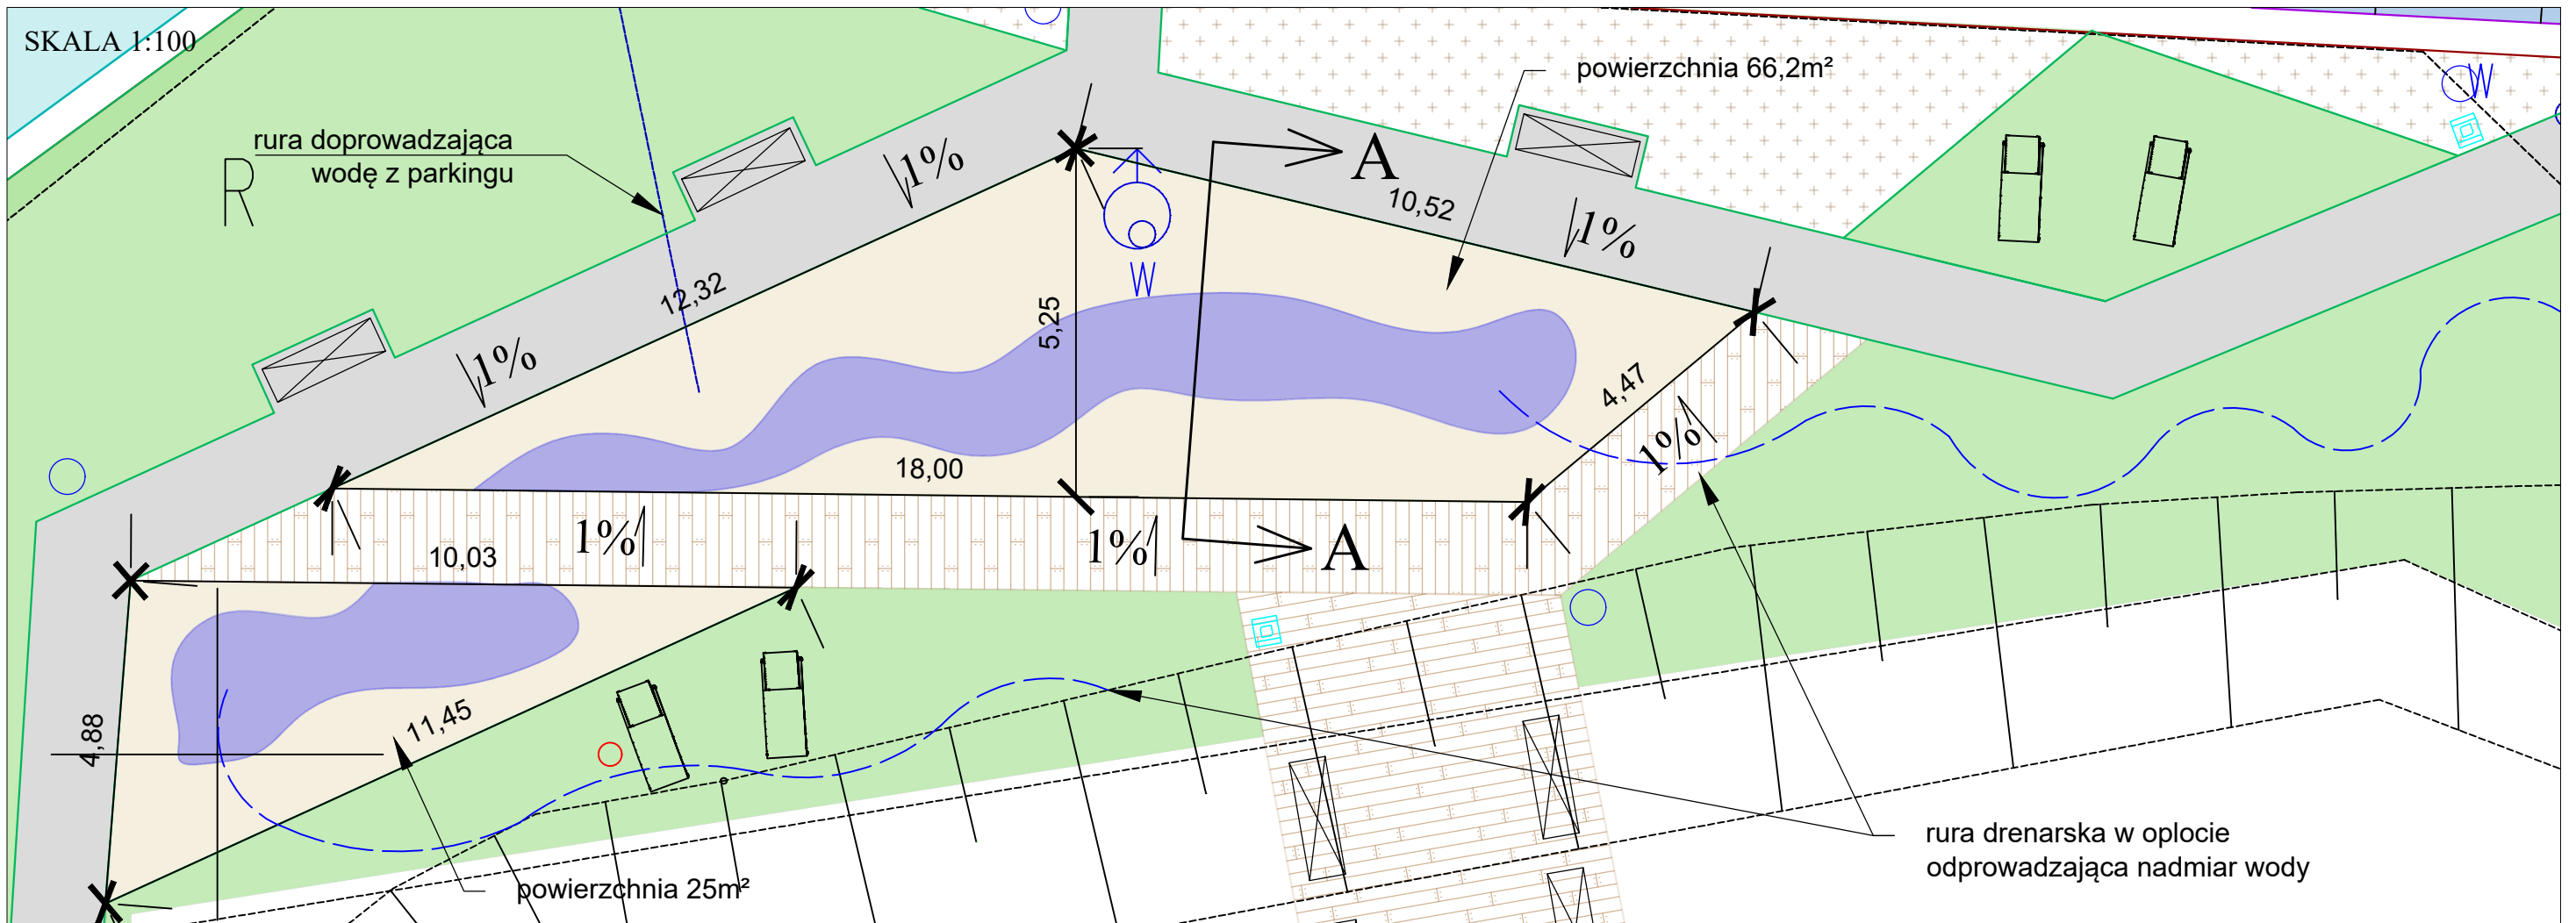 SKALA 1:100
powierzchnia 66,2m²
W
rura doprowadzająca
wodę z parkingu
R
1%
A
10,52
1%
12,32
W
5,25
1%
4,47
1%
18,00
1%
1%
A
10,03
4,88
11,45
rura drenarska w oplocie
odprowadzająca nadmiar wody
powierzchnia 25m²